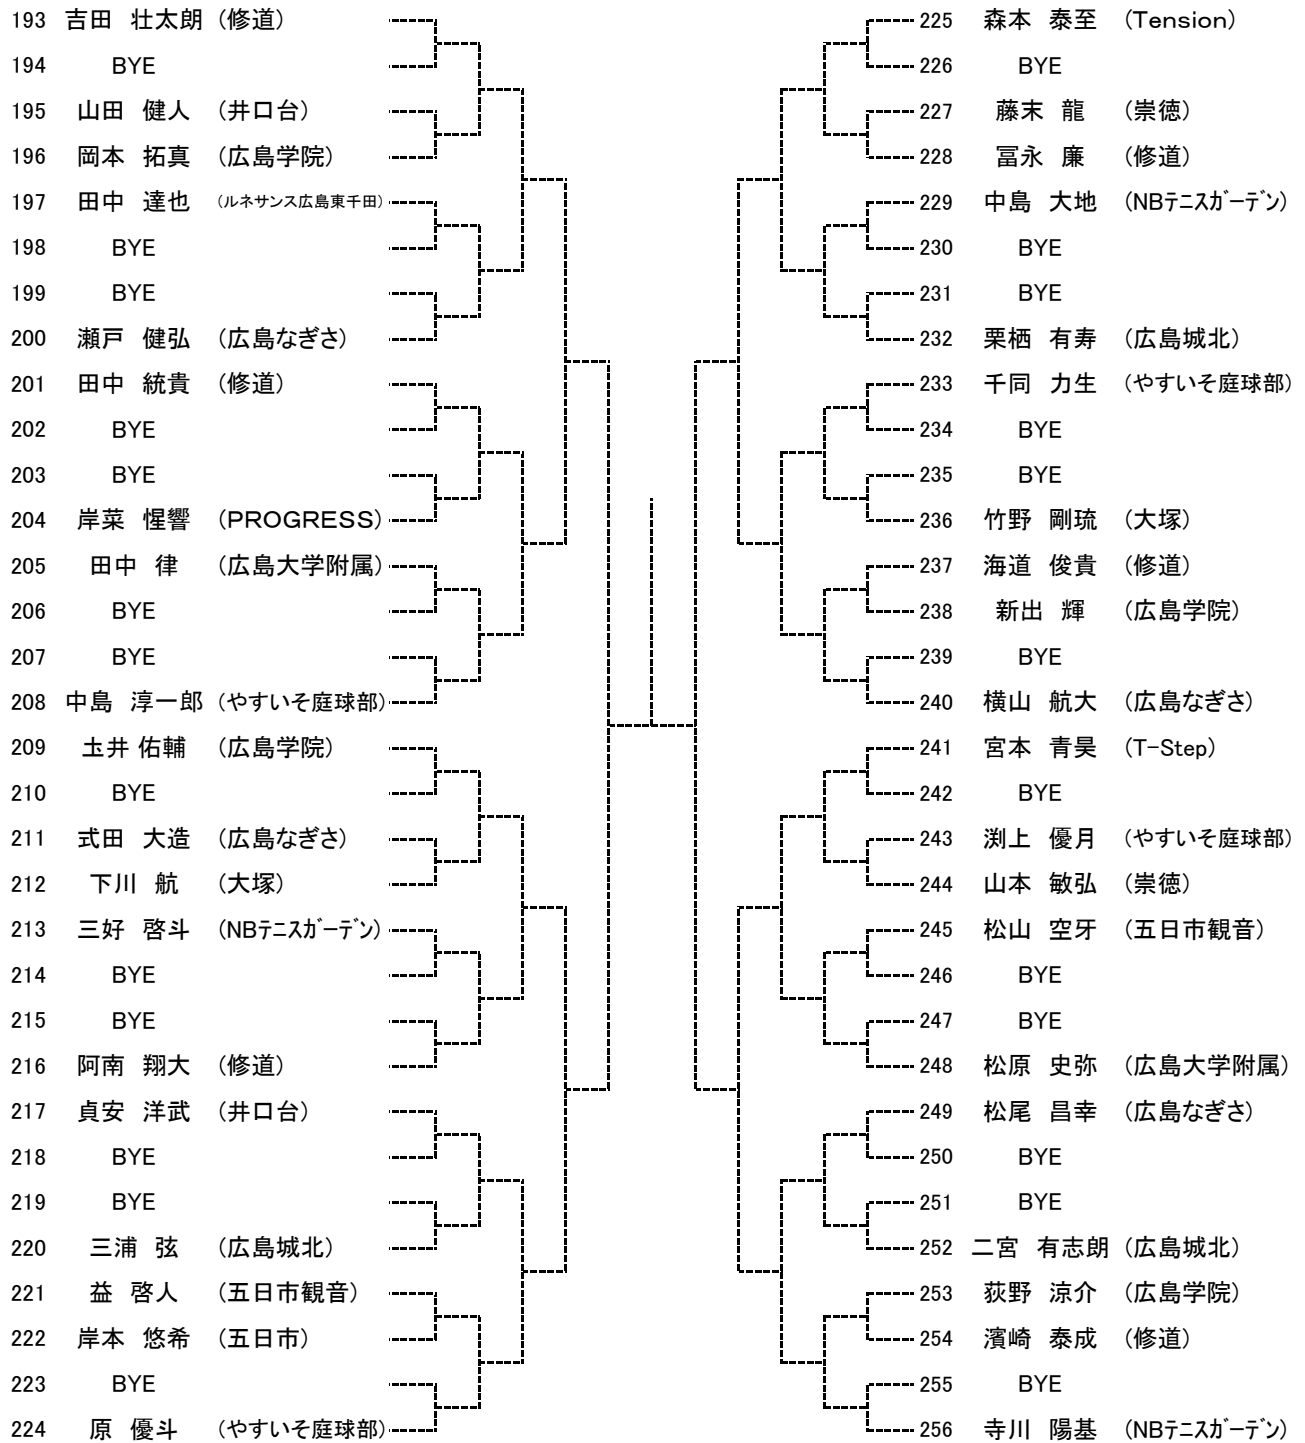 193 吉田 壮太朗 (修道)
194 BYE
195 山田 健人 (井口台)
196 岡本 拓真 (広島学院)
197 田中 達也 (ルネサンス広島東千田)
198 BYE
199 BYE
200 瀬戸 健弘 (広島なぎさ)
201 田中 統貴 (修道)
202 BYE
203 BYE
204 岸菜 惺響 (PROGRESS)
205 田中 律 (広島大学附属)
206 BYE
207 BYE
208 中島 淳一郎 (やすいそ庭球部)
209 圡井 佑輔 (広島学院)
210 BYE
211 式田 大造 (広島なぎさ)
212 下川 航 (大塚)
213 三好 啓斗 (NBテニスガーデン)
214 BYE
215 BYE
216 阿南 翔大 (修道)
217 貞安 洋武 (井口台)
218 BYE
219 BYE
220 三浦 弦 (広島城北)
221 益 啓人 (五日市観音)
222 岸本 悠希 (五日市)
223 BYE
224 原 優斗 (やすいそ庭球部)
225 森本 泰至 (Tension)
226 BYE
227 藤末 龍 (崇徳)
228 冨永 廉 (修道)
229 中島 大地 (NBテニスガーデン)
230 BYE
231 BYE
232 栗栖 有寿 (広島城北)
233 千同 力生 (やすいそ庭球部)
234 BYE
235 BYE
236 竹野 剛琉 (大塚)
237 海道 俊貴 (修道)
238 新出 輝 (広島学院)
239 BYE
240 横山 航大 (広島なぎさ)
241 宮本 青昊 (T-Step)
242 BYE
243 渕上 優月 (やすいそ庭球部)
244 山本 敏弘 (崇徳)
245 松山 空牙 (五日市観音)
246 BYE
247 BYE
248 松原 史弥 (広島大学附属)
249 松尾 昌幸 (広島なぎさ)
250 BYE
251 BYE
252 二宮 有志朗 (広島城北)
253 荻野 涼介 (広島学院)
254 濱崎 泰成 (修道)
255 BYE
256 寺川 陽基 (NBテニスガーデン)